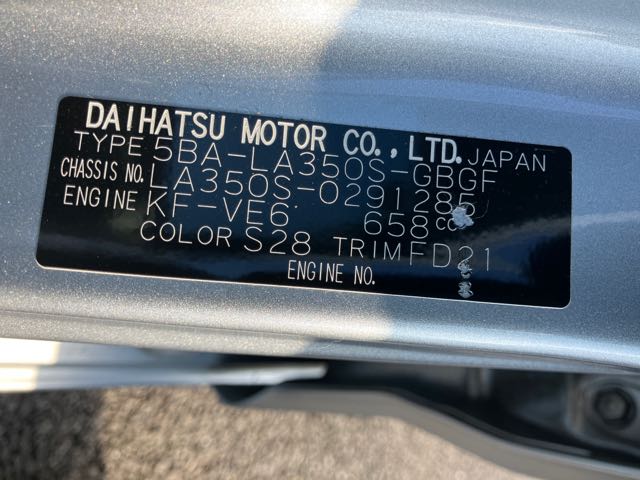 DAIHATSU MOTOR CO., LTD. JAPAN
TYPE 5BA-LA350S-GBGF
CHASSIS NO. LA350S-0291285
ENGINE KF-VE6 658cc
COLOR S28 TRIM FD21
ENGINE NO.